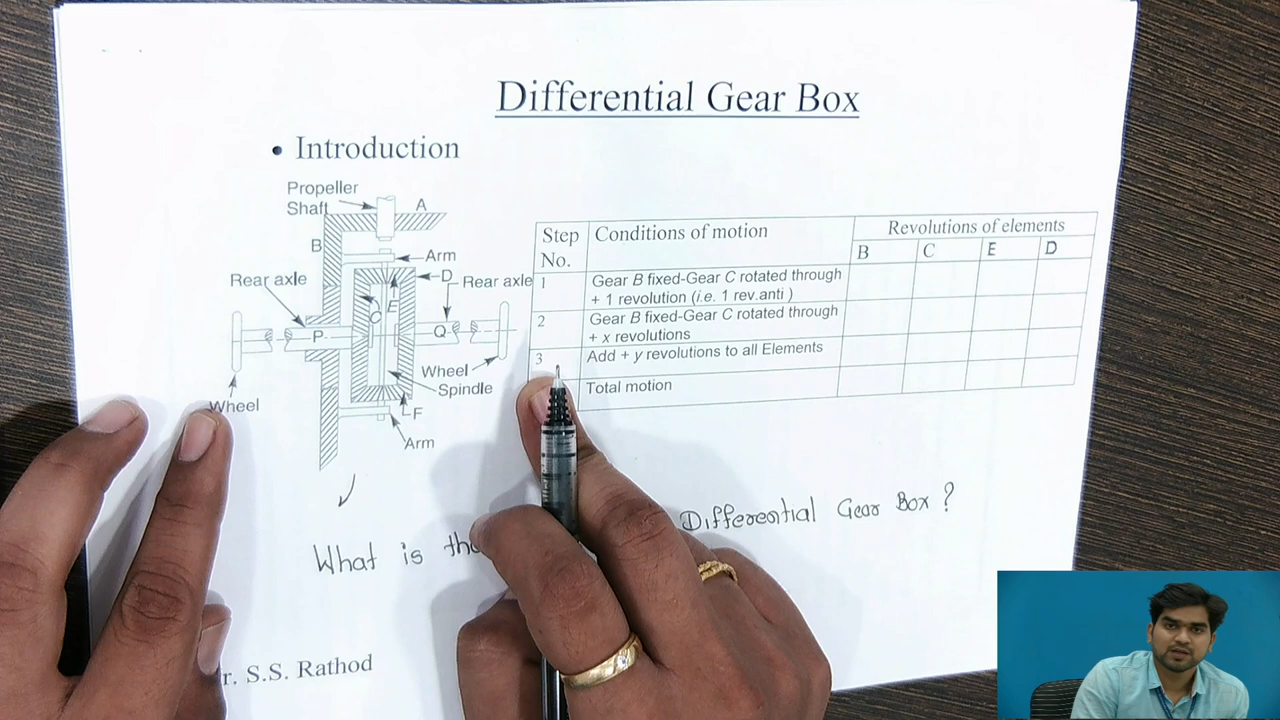 Differential Gear Box
• Introduction
Propeller
Shaft
A
B
Arm
D
Rear axle
Rear axle
E
C
P
Q
Wheel
Spindle
Wheel
F
Arm
Step
No.
Conditions of motion
Revolutions of elements
B
C
E
D
1
Gear B fixed-Gear C rotated through
+ 1 revolution (i.e. 1 rev.anti )
2
Gear B fixed-Gear C rotated through
+ x revolutions
3
Add + y revolutions to all Elements
Total motion
What is Differential Gear Box ?
r. S.S. Rathod